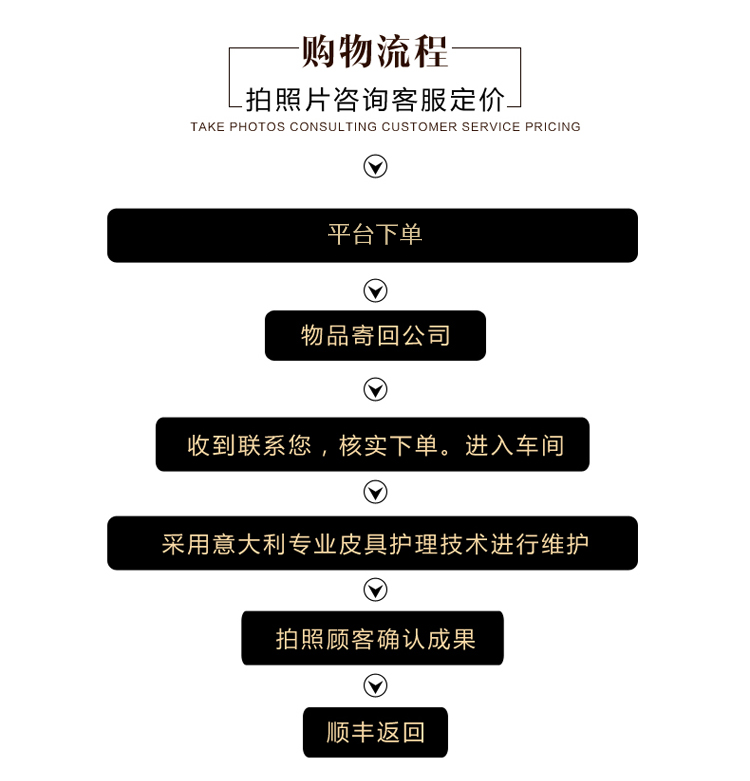 购物流程
拍照片咨询客服定价
TAKE PHOTOS CONSULTING CUSTOMER SERVICE PRICING
平台下单
物品寄回公司
收到联系您，核实下单。进入车间
采用意大利专业皮具护理技术进行维护
拍照顾客确认成果
顺丰返回